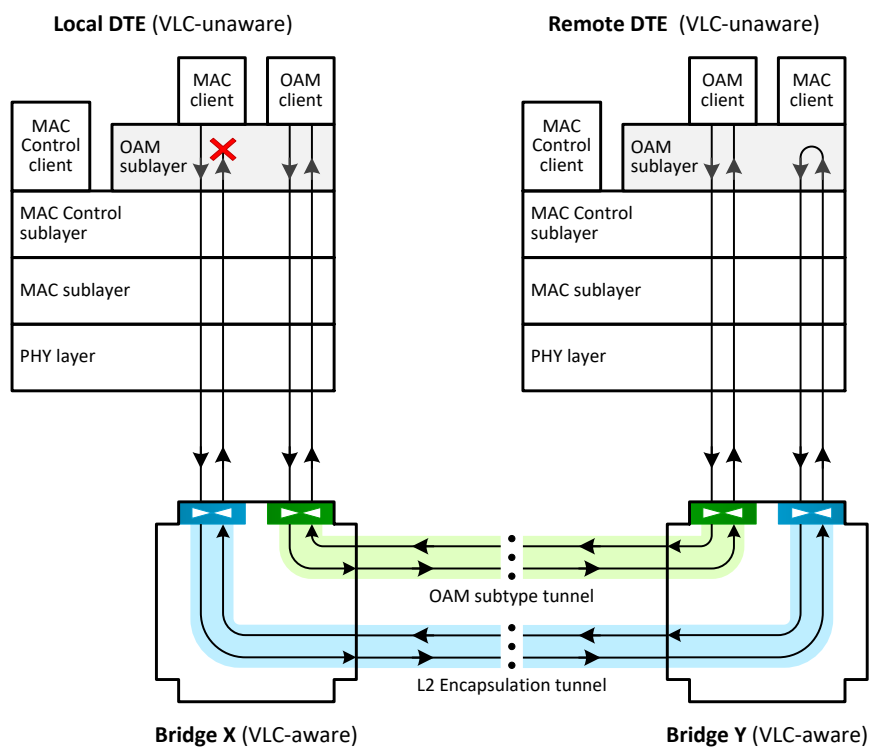 Local DTE (VLC-unaware)
Remote DTE (VLC-unaware)
MAC
client
OAM
client
MAC
Control
client
OAM
sublayer
MAC Control
sublayer
MAC sublayer
PHY layer
OAM
client
MAC
client
MAC
Control
client
OAM
sublayer
MAC Control
sublayer
MAC sublayer
PHY layer
OAM subtype tunnel
L2 Encapsulation tunnel
Bridge X (VLC-aware)
Bridge Y (VLC-aware)